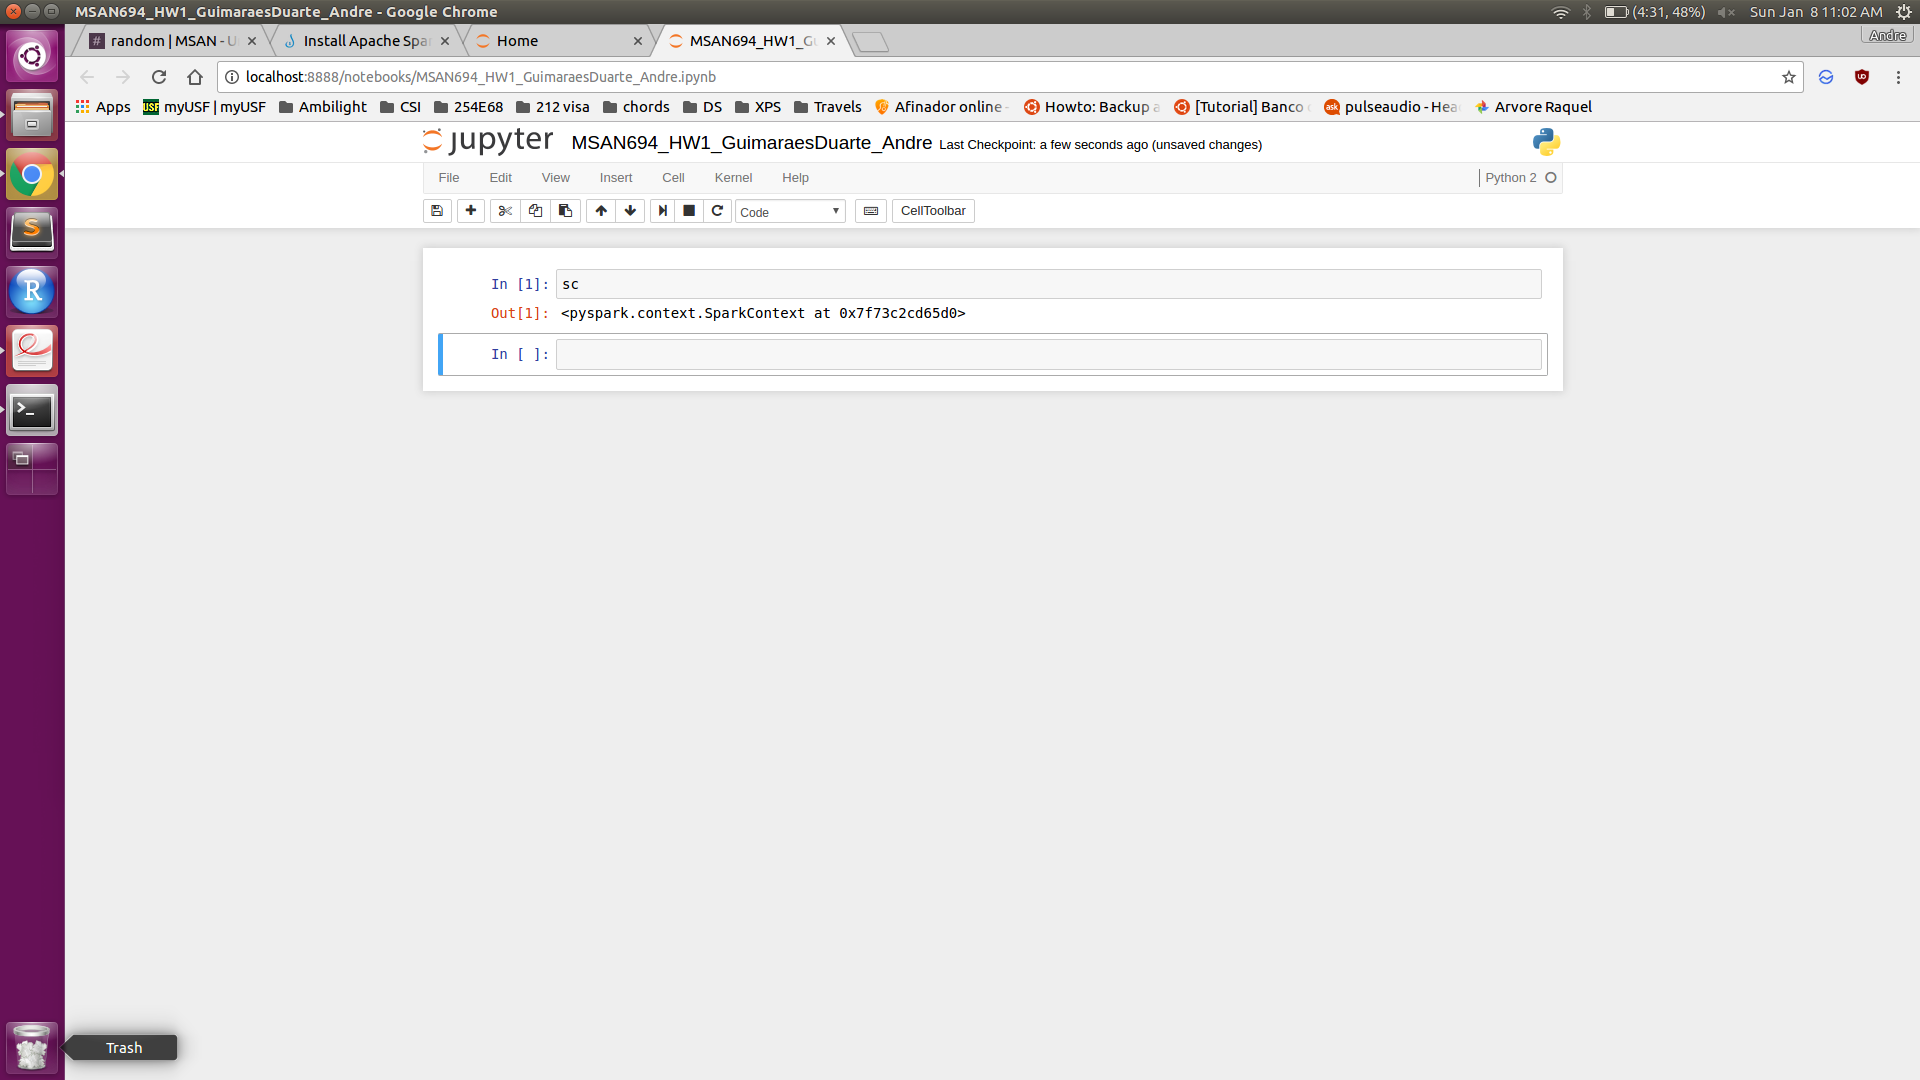 MSAN694_HW1_GuimaraesDuarte_Andre - Google Chrome
(4:31, 48%) Sun Jan 8 11:02 AM
random | MSAN - U
Install Apache Spa
Home
MSAN694_HW1_Gu
Andre
localhost:8888/notebooks/MSAN694_HW1_GuimaraesDuarte_Andre.ipynb
Apps USF myUSF | myUSF Ambilight CSI 254E68 212 visa chords DS XPS Travels Afinador online - Howto: Backup a [Tutorial] Banco ask pulseaudio - Hea Arvore Raquel
jupyter MSAN694_HW1_GuimaraesDuarte_Andre Last Checkpoint: a few seconds ago (unsaved changes)
File Edit View Insert Cell Kernel Help Python 2
Code CellToolbar
In [1]: sc
Out[1]: <pyspark.context.SparkContext at 0x7f73c2cd65d0>
In [ ]:
Trash